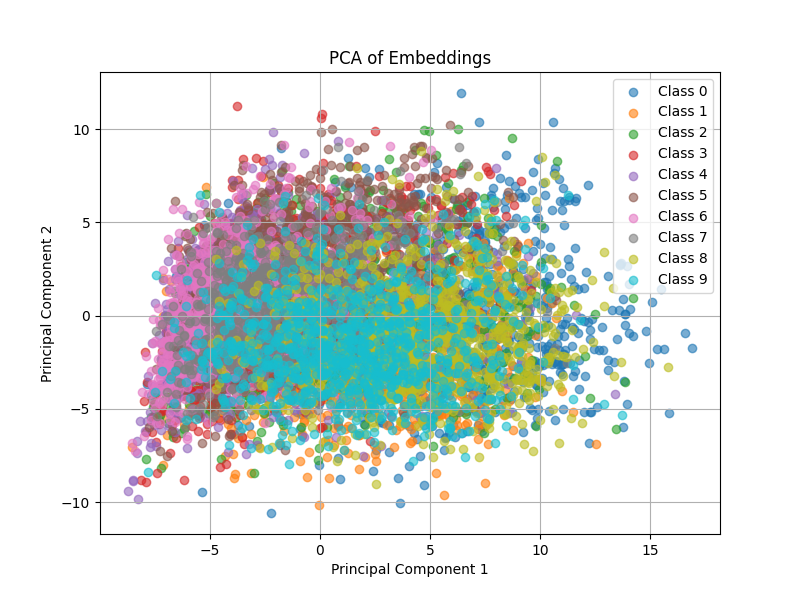 PCA of Embeddings
Class 0
Class 1
Class 2
Class 3
Class 4
Class 5
Class 6
Class 7
Class 8
Class 9
10
5
0
−5
−10
Principal Component 2
−5 0 5 10 15
Principal Component 1